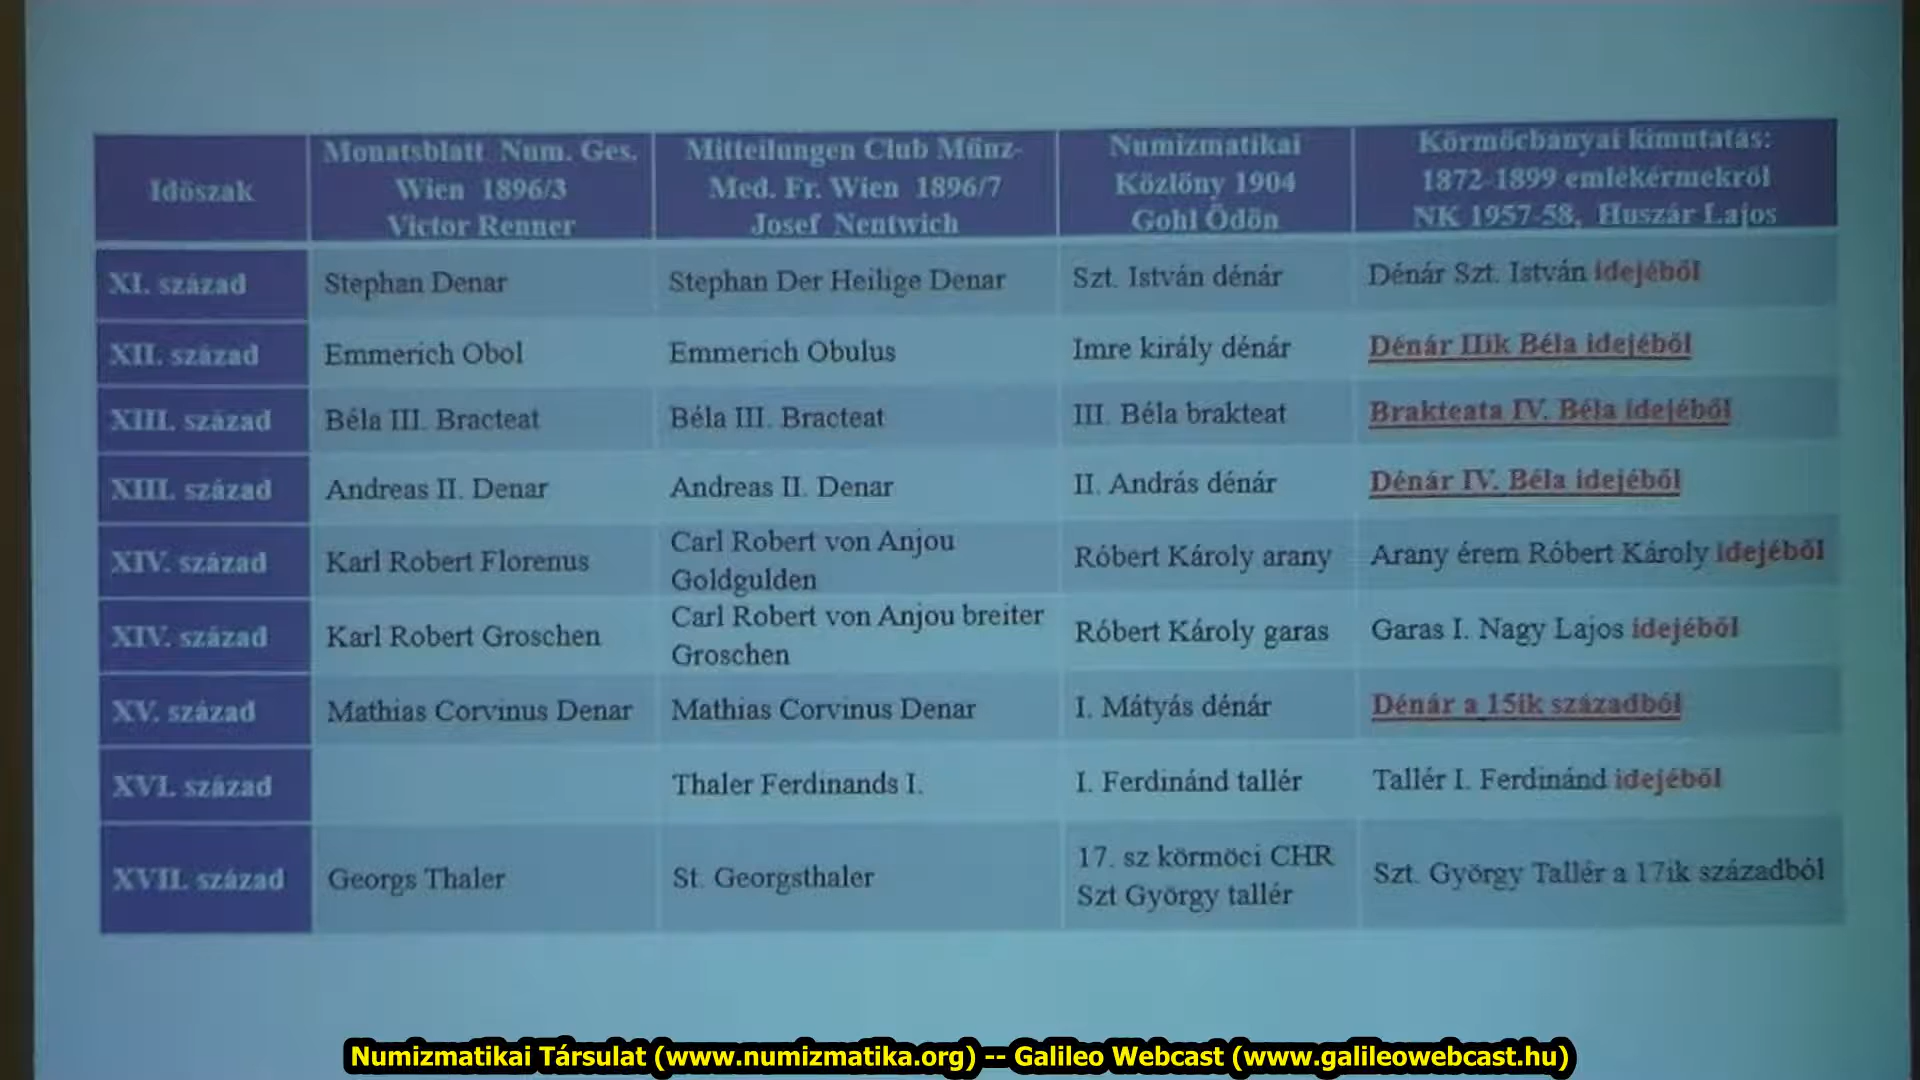 Időszak
Monatsblatt Num. Ges.
Wien 1896/3
Victor Renner
Mitteilungen Club Münz-
Med. Fr. Wien 1896/7
Josef Nentwich
Numizmatikai
Közlöny 1904
Gohl Ödön
Körmöcbányai kimutatás:
1872-1899 emlékérmekről
NK 1957-58, Huszár Lajos
XI. század
Stephan Denar
Stephan Der Heilige Denar
Szt. István dénár
Dénár Szt. István idejéből
XII. század
Emmerich Obol
Emmerich Obulus
Imre király dénár
Dénár IIik Béla idejéből
XIII. század
Béla III. Bracteat
Béla III. Bracteat
III. Béla brakteat
Brakteata IV. Béla idejéből
XIII. század
Andreas II. Denar
Andreas II. Denar
II. András dénár
Dénár IV. Béla idejéből
XIV. század
Karl Robert Florenus
Carl Robert von Anjou
Goldgulden
Róbert Károly arany
Arany érem Róbert Károly idejéből
XIV. század
Karl Robert Groschen
Carl Robert von Anjou breiter
Groschen
Róbert Károly garas
Garas I. Nagy Lajos idejéből
XV. század
Mathias Corvinus Denar
Mathias Corvinus Denar
I. Mátyás dénár
Dénár a 15ik századból
XVI. század
Thaler Ferdinands I.
I. Ferdinánd tallér
Tallér I. Ferdinánd idejéből
XVII. század
Georgs Thaler
St. Georgsthaler
17. sz körmöci CHR
Szt György tallér
Szt. György Tallér a 17ik századból
Numizmatikai Társulat (www.numizmatika.org) -- Galileo Webcast (www.galileowebcast.hu)